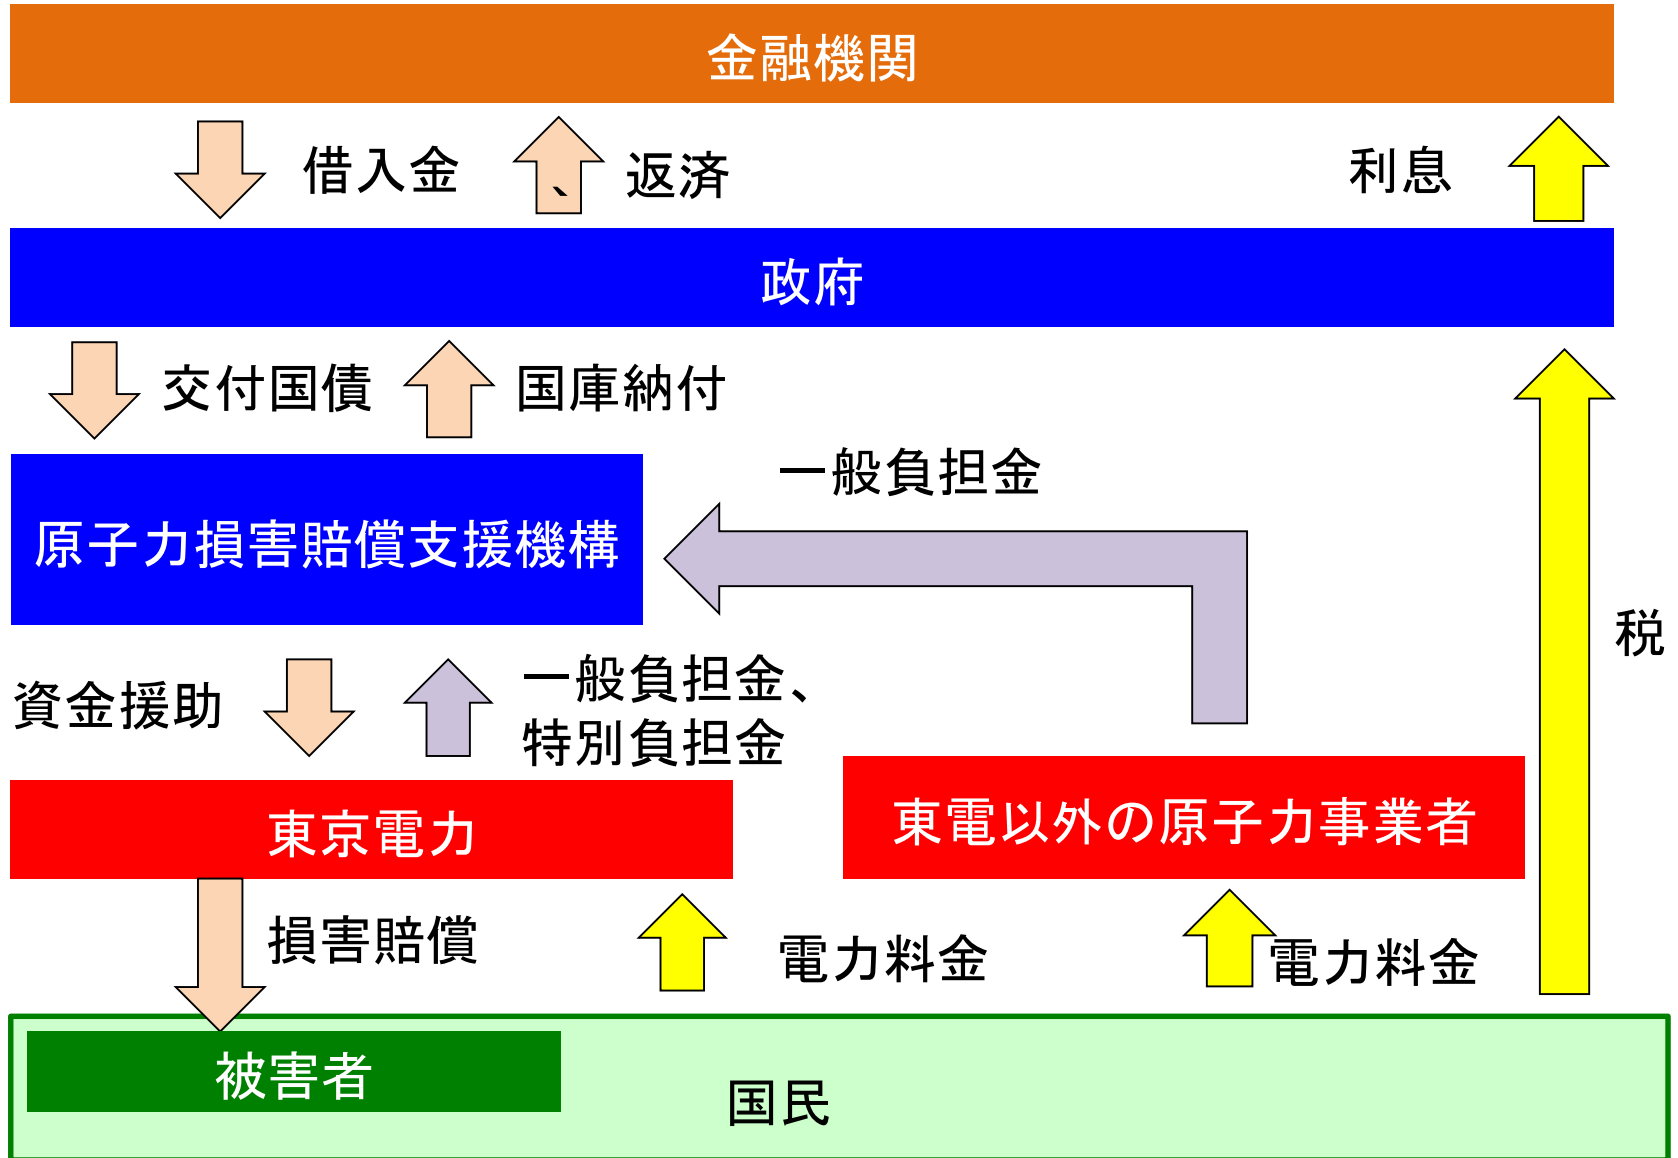 金融機関
借入金
、
返済
利息
政府
交付国債
国庫納付
一般負担金
原子力損害賠償支援機構
税
資金援助
一般負担金、
特別負担金
東京電力
東電以外の原子力事業者
損害賠償
電力料金
電力料金
被害者
国民